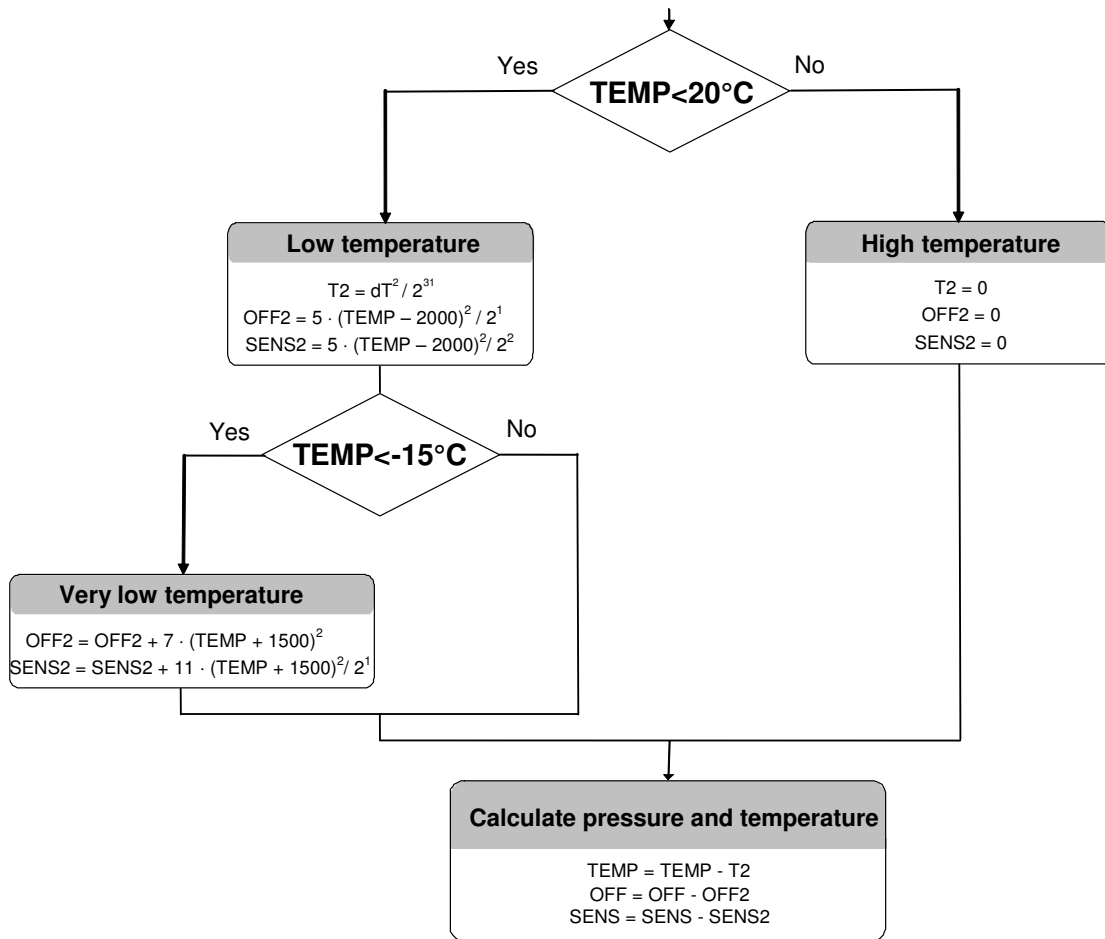 Yes
No
TEMP<20°C
Low temperature
T2 = dT² / 2³¹
OFF2 = 5 · (TEMP – 2000)² / 2¹
SENS2 = 5 · (TEMP – 2000)²/ 2²
High temperature
T2 = 0
OFF2 = 0
SENS2 = 0
Yes
No
TEMP<-15°C
Very low temperature
OFF2 = OFF2 + 7 · (TEMP + 1500)²
SENS2 = SENS2 + 11 · (TEMP + 1500)²/ 2¹
Calculate pressure and temperature
TEMP = TEMP - T2
OFF = OFF - OFF2
SENS = SENS - SENS2